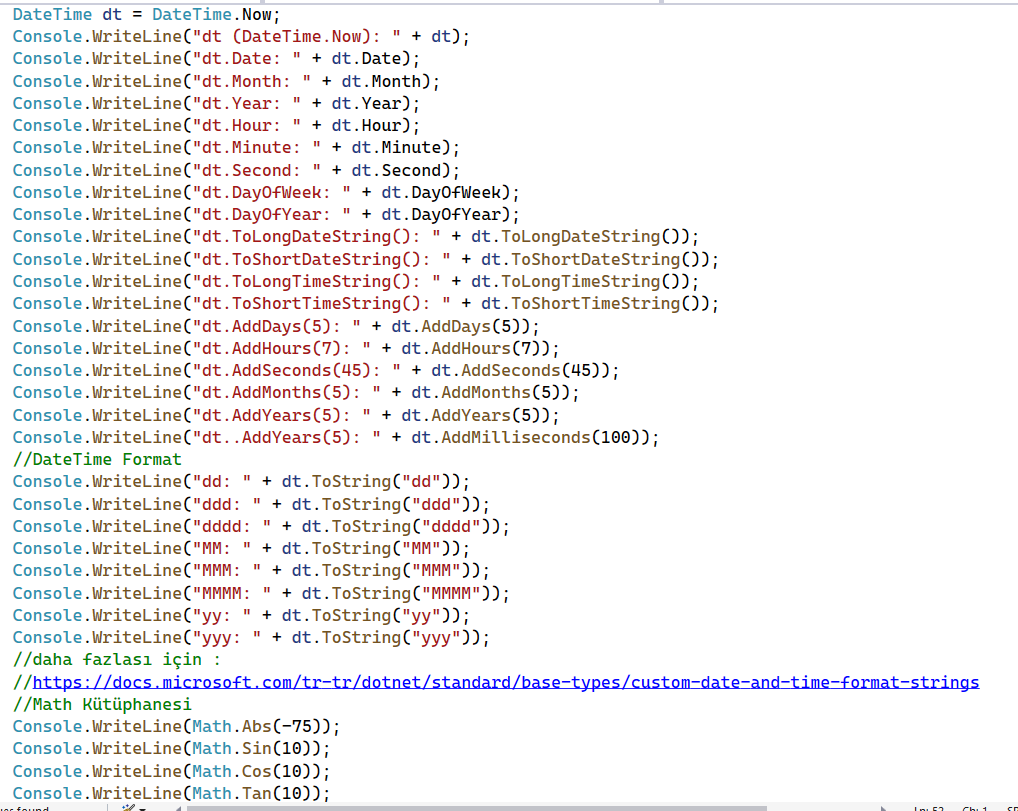 DateTime dt = DateTime.Now;
Console.WriteLine("dt (DateTime.Now): " + dt);
Console.WriteLine("dt.Date: " + dt.Date);
Console.WriteLine("dt.Month: " + dt.Month);
Console.WriteLine("dt.Year: " + dt.Year);
Console.WriteLine("dt.Hour: " + dt.Hour);
Console.WriteLine("dt.Minute: " + dt.Minute);
Console.WriteLine("dt.Second: " + dt.Second);
Console.WriteLine("dt.DayOfWeek: " + dt.DayOfWeek);
Console.WriteLine("dt.DayOfYear: " + dt.DayOfYear);
Console.WriteLine("dt.ToLongDateString(): " + dt.ToLongDateString());
Console.WriteLine("dt.ToShortDateString(): " + dt.ToShortDateString());
Console.WriteLine("dt.ToLongTimeString(): " + dt.ToLongTimeString());
Console.WriteLine("dt.ToShortTimeString(): " + dt.ToShortTimeString());
Console.WriteLine("dt.AddDays(5): " + dt.AddDays(5));
Console.WriteLine("dt.AddHours(7): " + dt.AddHours(7));
Console.WriteLine("dt.AddSeconds(45): " + dt.AddSeconds(45));
Console.WriteLine("dt.AddMonths(5): " + dt.AddMonths(5));
Console.WriteLine("dt.AddYears(5): " + dt.AddYears(5));
Console.WriteLine("dt..AddYears(5): " + dt.AddMilliseconds(100));
//DateTime Format
Console.WriteLine("dd: " + dt.ToString("dd"));
Console.WriteLine("ddd: " + dt.ToString("ddd"));
Console.WriteLine("dddd: " + dt.ToString("dddd"));
Console.WriteLine("MM: " + dt.ToString("MM"));
Console.WriteLine("MMM: " + dt.ToString("MMM"));
Console.WriteLine("MMMM: " + dt.ToString("MMMM"));
Console.WriteLine("yy: " + dt.ToString("yy"));
Console.WriteLine("yyy: " + dt.ToString("yyy"));
//daha fazlası için :
//https://docs.microsoft.com/tr-tr/dotnet/standard/base-types/custom-date-and-time-format-strings
//Math Kütüphanesi
Console.WriteLine(Math.Abs(-75));
Console.WriteLine(Math.Sin(10));
Console.WriteLine(Math.Cos(10));
Console.WriteLine(Math.Tan(10));